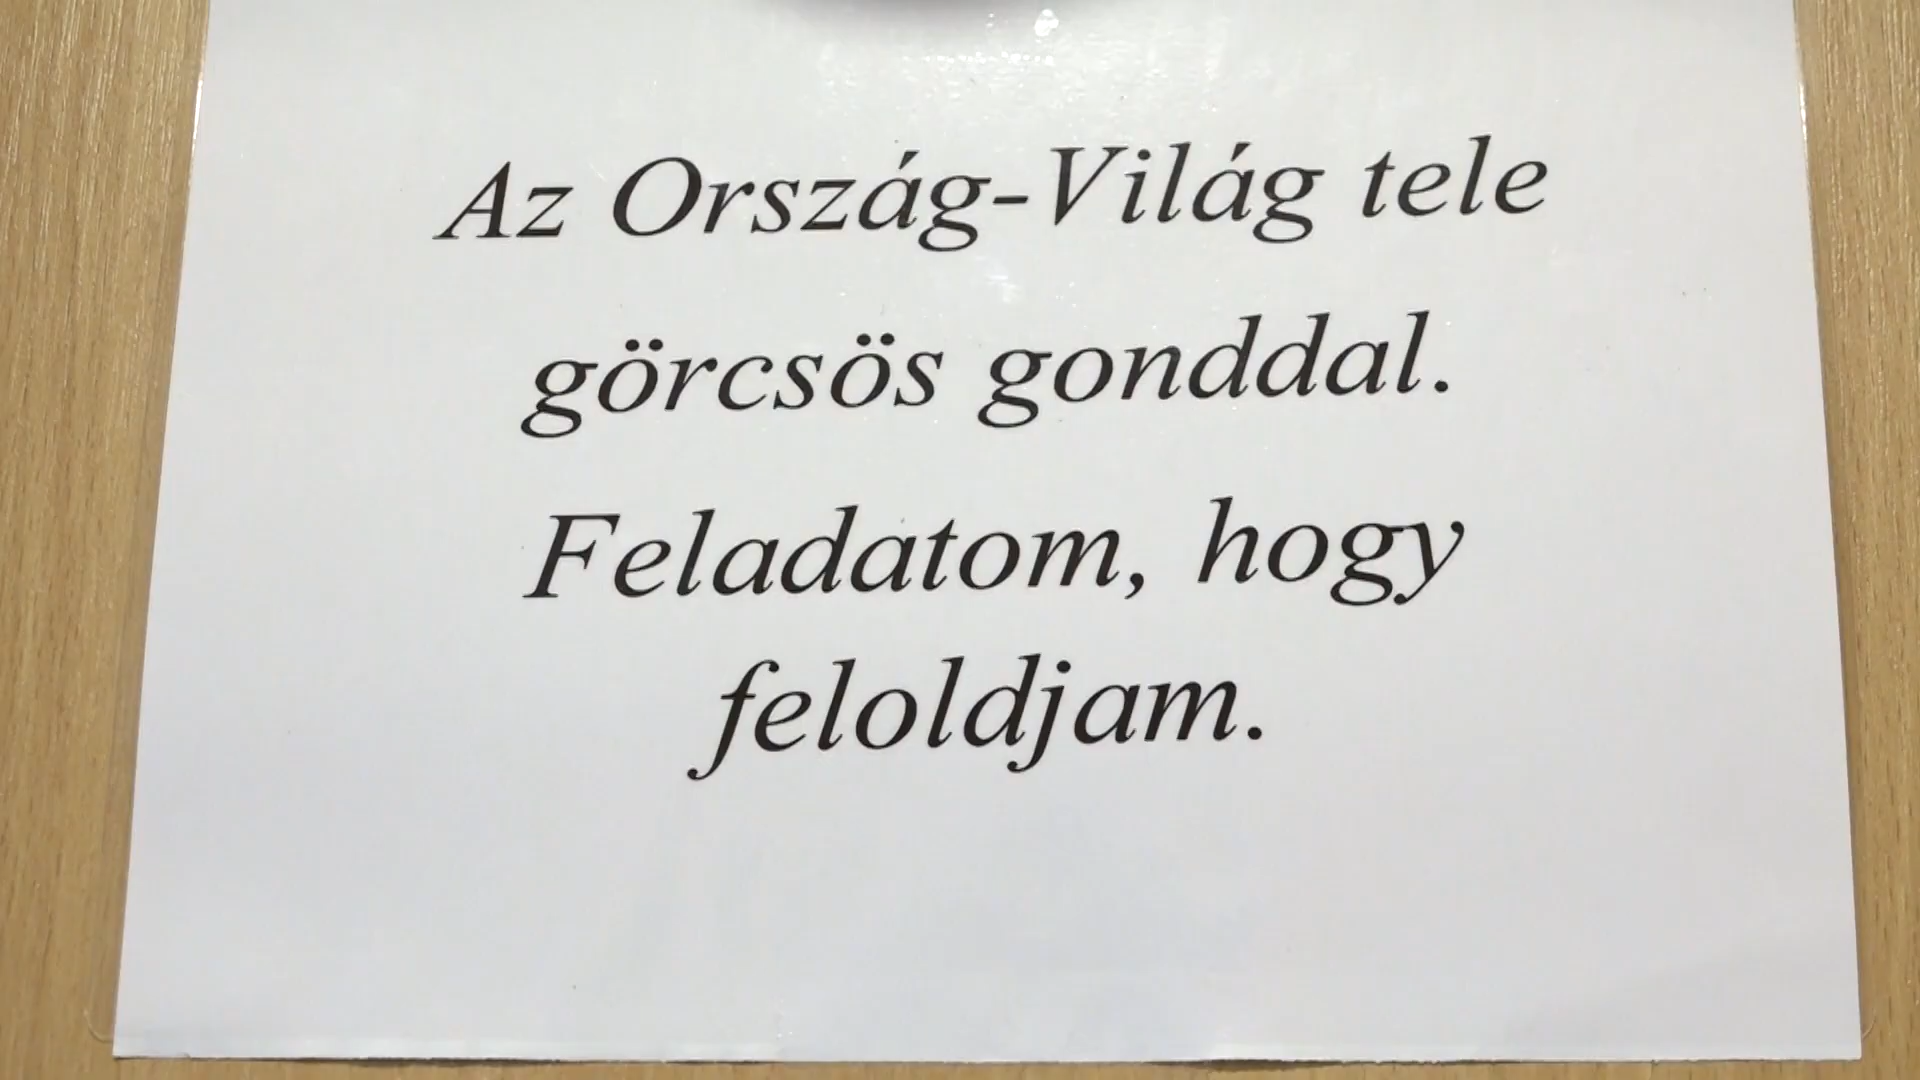 Az Ország-Világ tele
görcsös gonddal.
Feladatom, hogy
feloldjam.